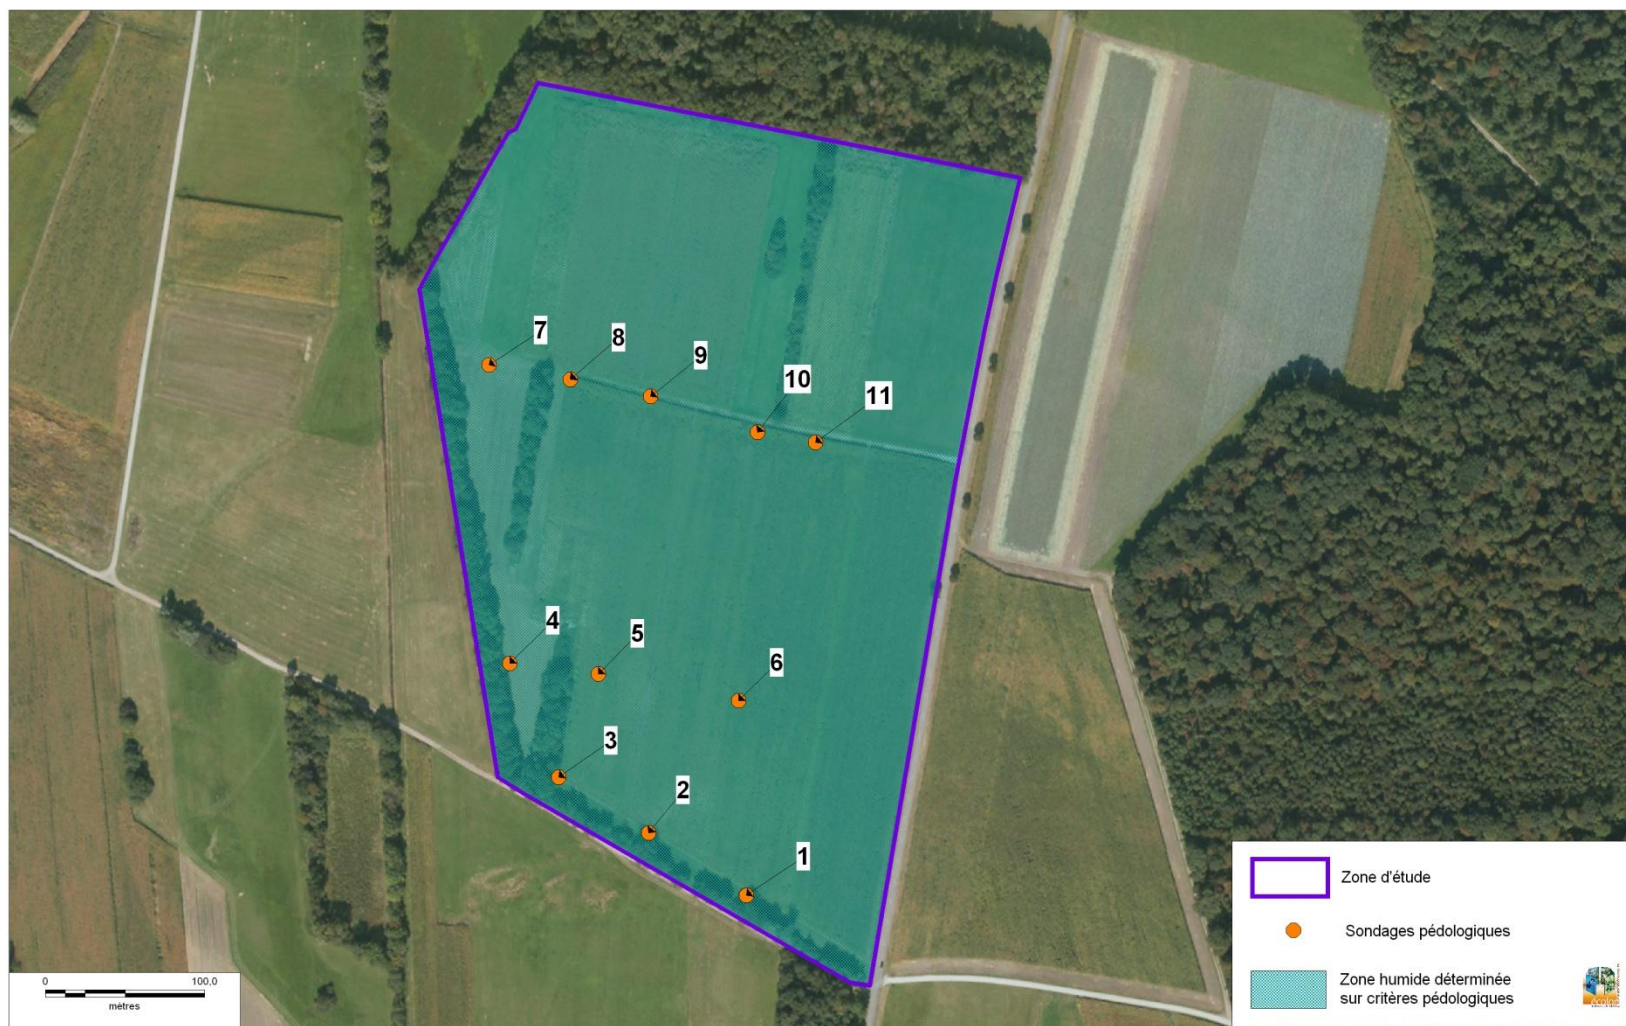 7
8
9
10
11
4
5
6
3
2
1
0 100,0
mètres
Zone d'étude
Sondages pédologiques
Zone humide déterminée
sur critères pédologiques